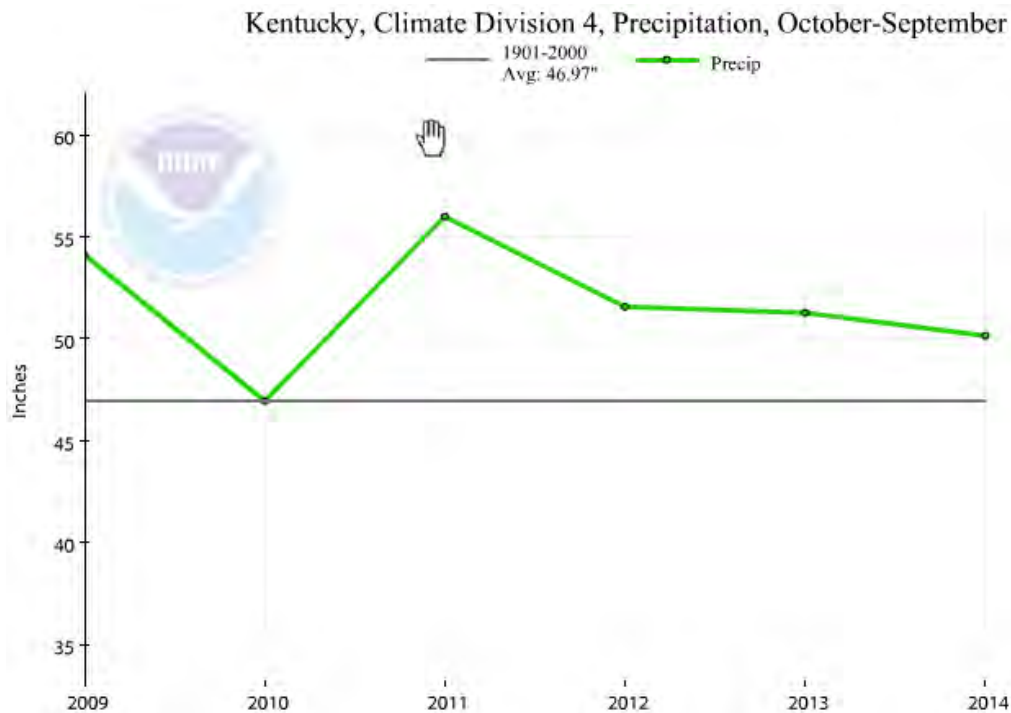 Kentucky, Climate Division 4, Precipitation, October-September
1901-2000
Avg: 46.97"
Precip
60
55
50
45
40
35
Inches
2009 2010 2011 2012 2013 2014